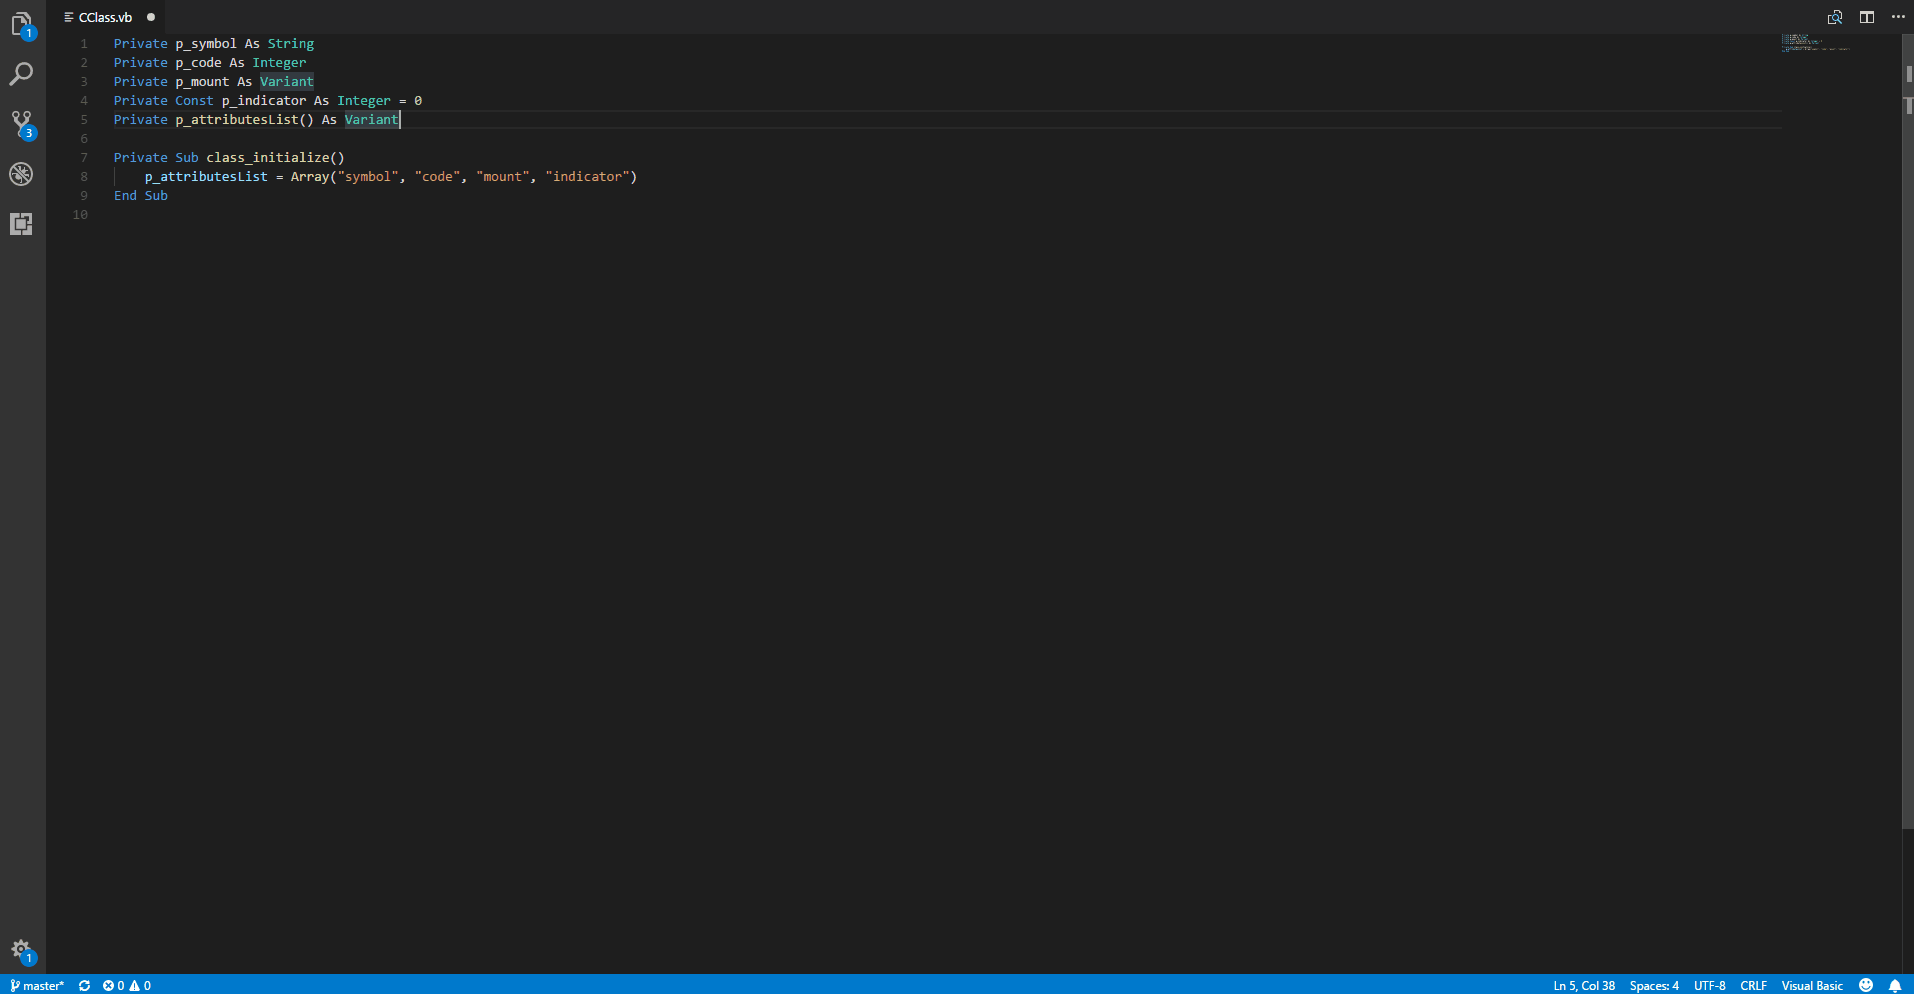 1
CClass.vb
1 Private p_symbol As String
2 Private p_code As Integer
3 Private p_mount As Variant
4 Private Const p_indicator As Integer = 0
5 Private p_attributesList() As Variant
6
7 Private Sub class_initialize()
8     p_attributesList = Array("symbol", "code", "mount", "indicator")
9 End Sub
10
3
1
master* 0 0 Ln 5, Col 38 Spaces: 4 UTF-8 CRLF Visual Basic